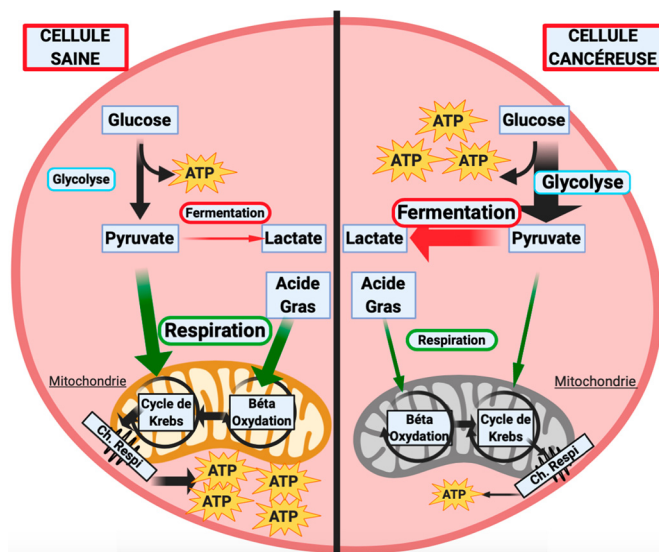 CELLULE
SAINE
Glucose
ATP
Glycolyse
Fermentation
Pyruvate
Lactate
Acide
Gras
Respiration
Mitochondrie
Cycle de
Krebs
Béta
Oxydation
Ch. Respi
ATP
ATP
ATP
ATP
CELLULE
CANCÉREUSE
ATP
ATP
ATP
Glucose
Glycolyse
Fermentation
Lactate
Pyruvate
Acide
Gras
Respiration
Mitochondrie
Béta
Oxydation
Cycle de
Krebs
Ch. Respi
ATP